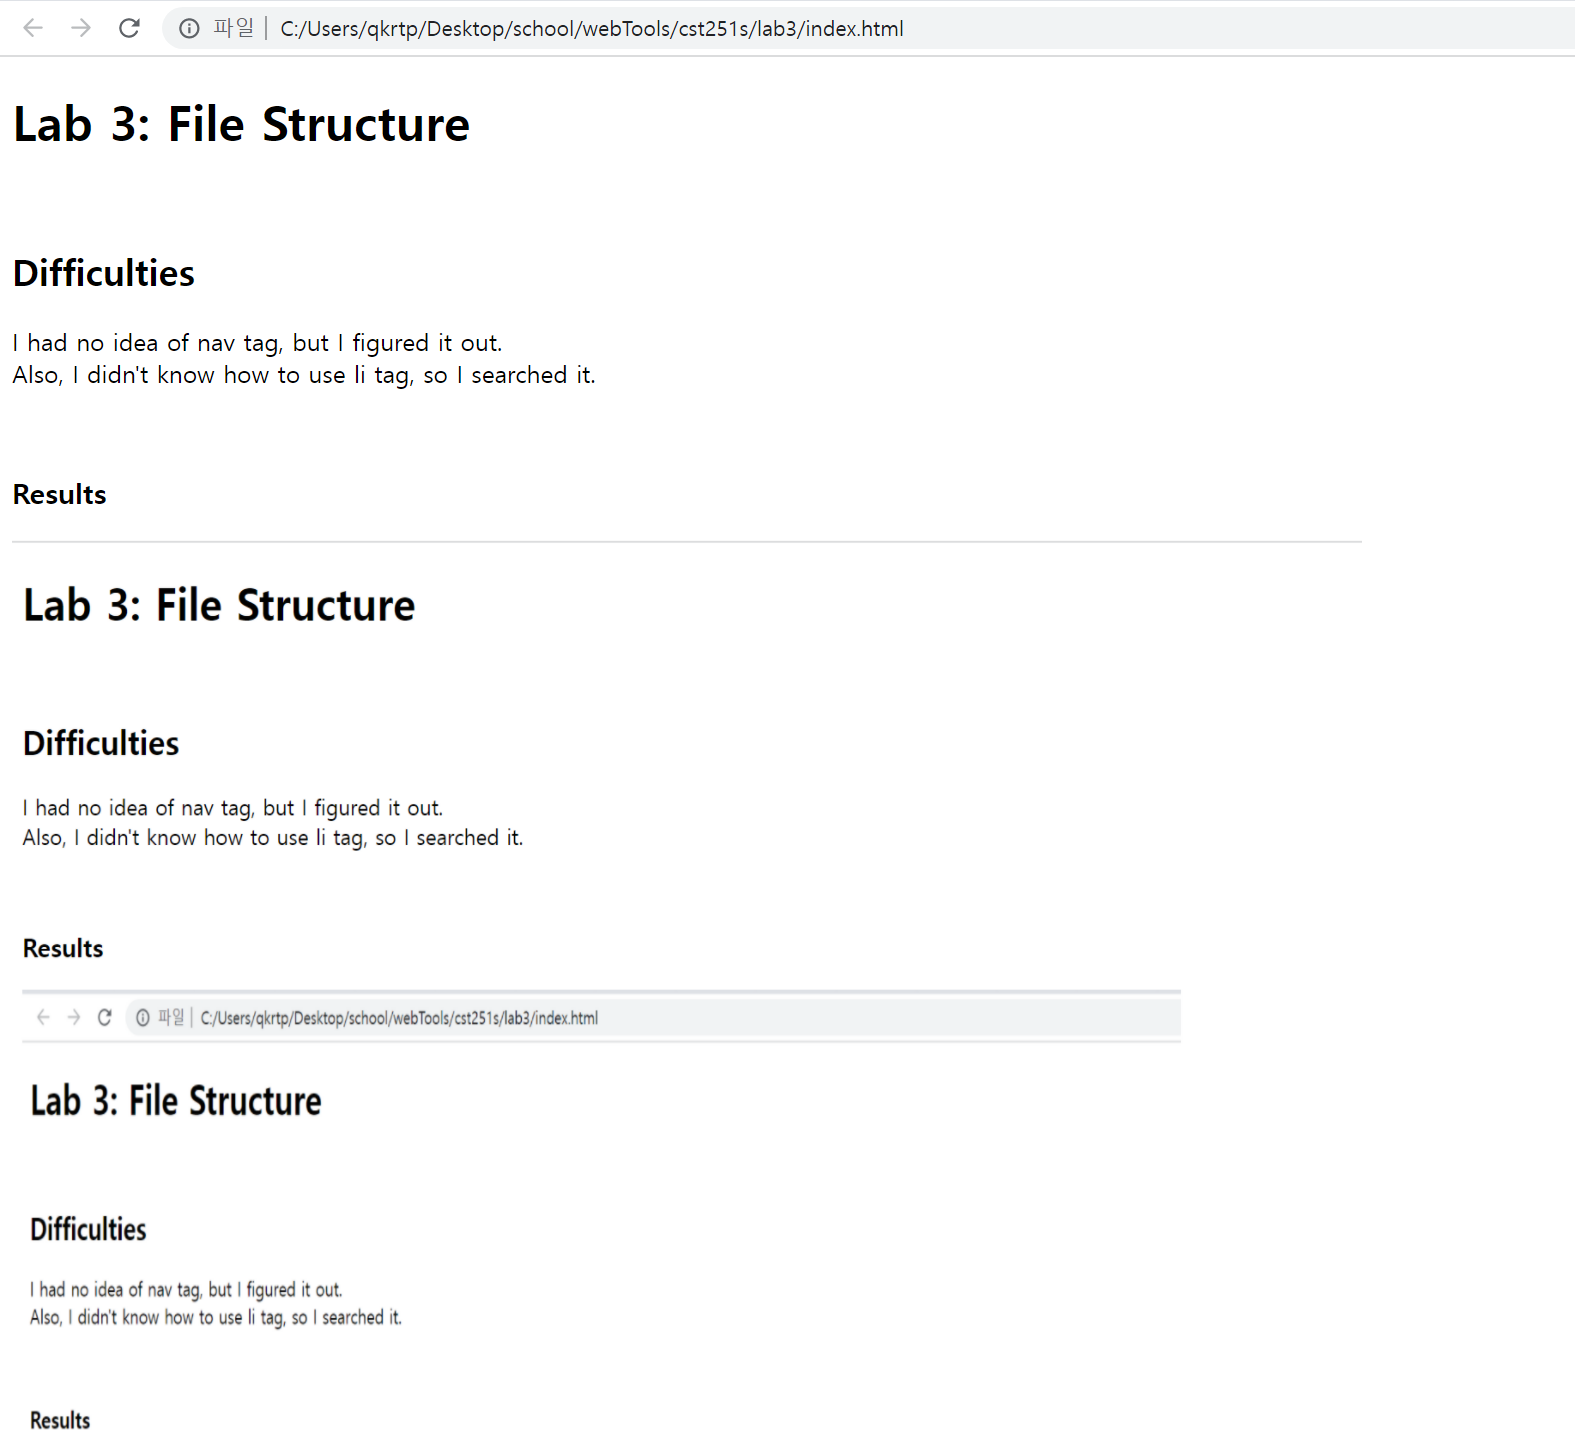 파일 | C:/Users/qkrtp/Desktop/school/webTools/cst251s/lab3/index.html
Lab 3: File Structure
Difficulties
I had no idea of nav tag, but I figured it out.
Also, I didn't know how to use li tag, so I searched it.
Results
Lab 3: File Structure
Difficulties
I had no idea of nav tag, but I figured it out.
Also, I didn't know how to use li tag, so I searched it.
Results
파일 | C:/Users/qkrtp/Desktop/school/webTools/cst251s/lab3/index.html
Lab 3: File Structure
Difficulties
I had no idea of nav tag, but I figured it out.
Also, I didn't know how to use li tag, so I searched it.
Results